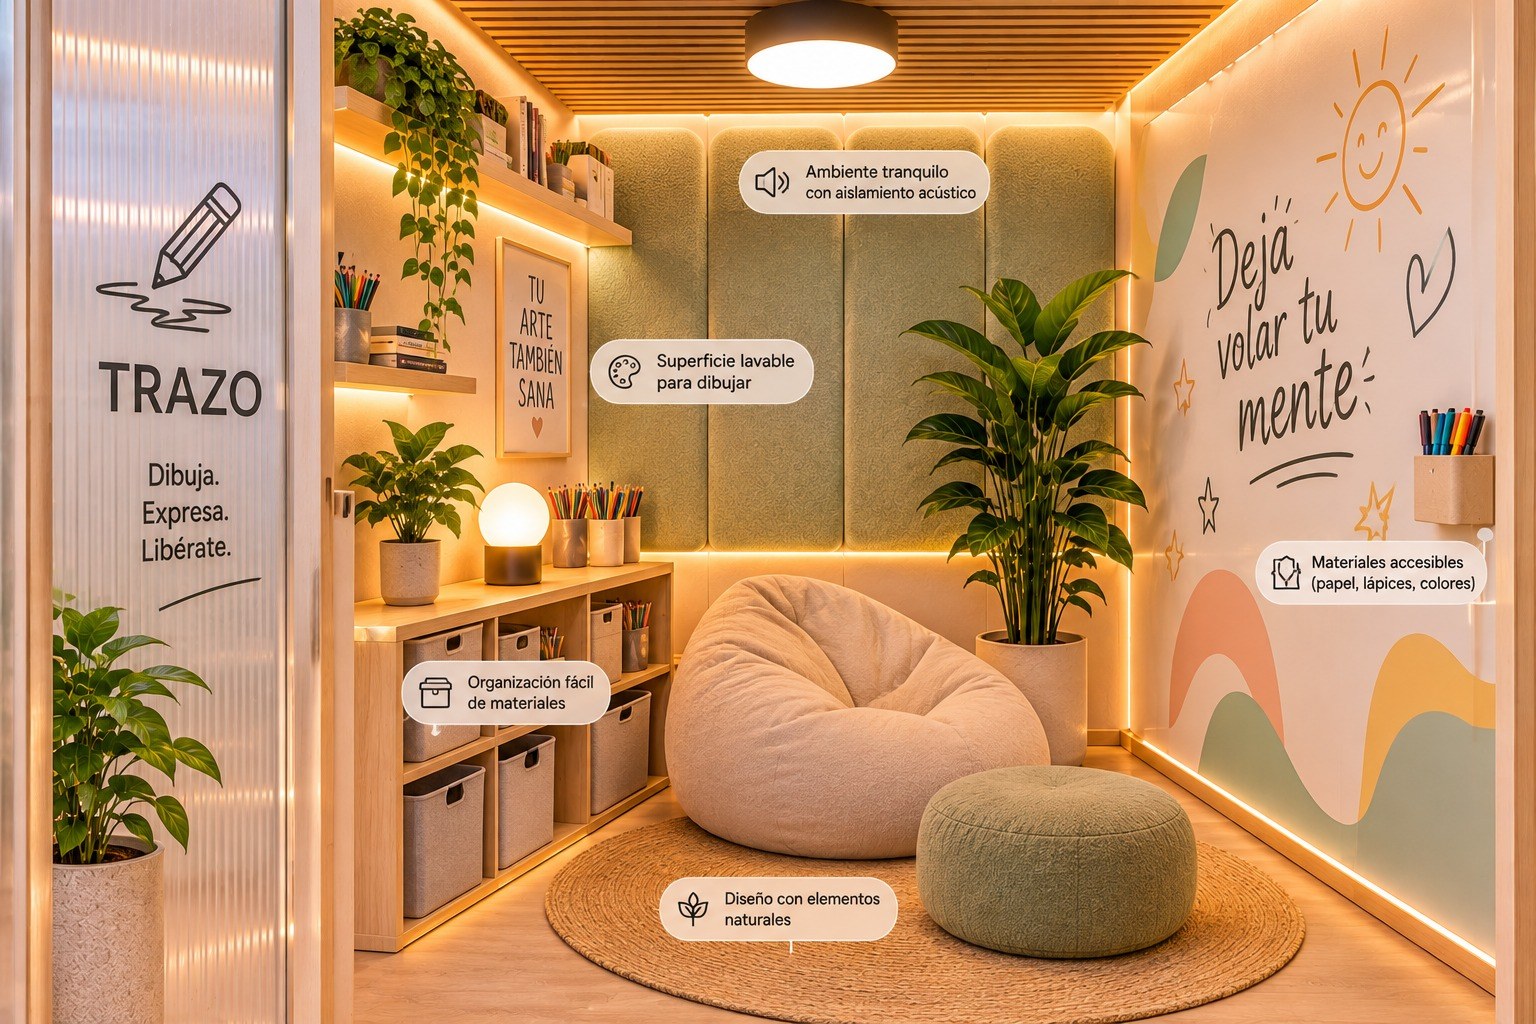 TRAZO
Dibuja.
Expresa.
Libérate.
TU
ARTE
TAMBIÉN
SANA
Ambiente tranquilo
con aislamiento acústico
Superficie lavable
para dibujar
Organización fácil
de materiales
Diseño con elementos
naturales
Deja
volar tu
mente
Materiales accesibles
(papel, lápices, colores)